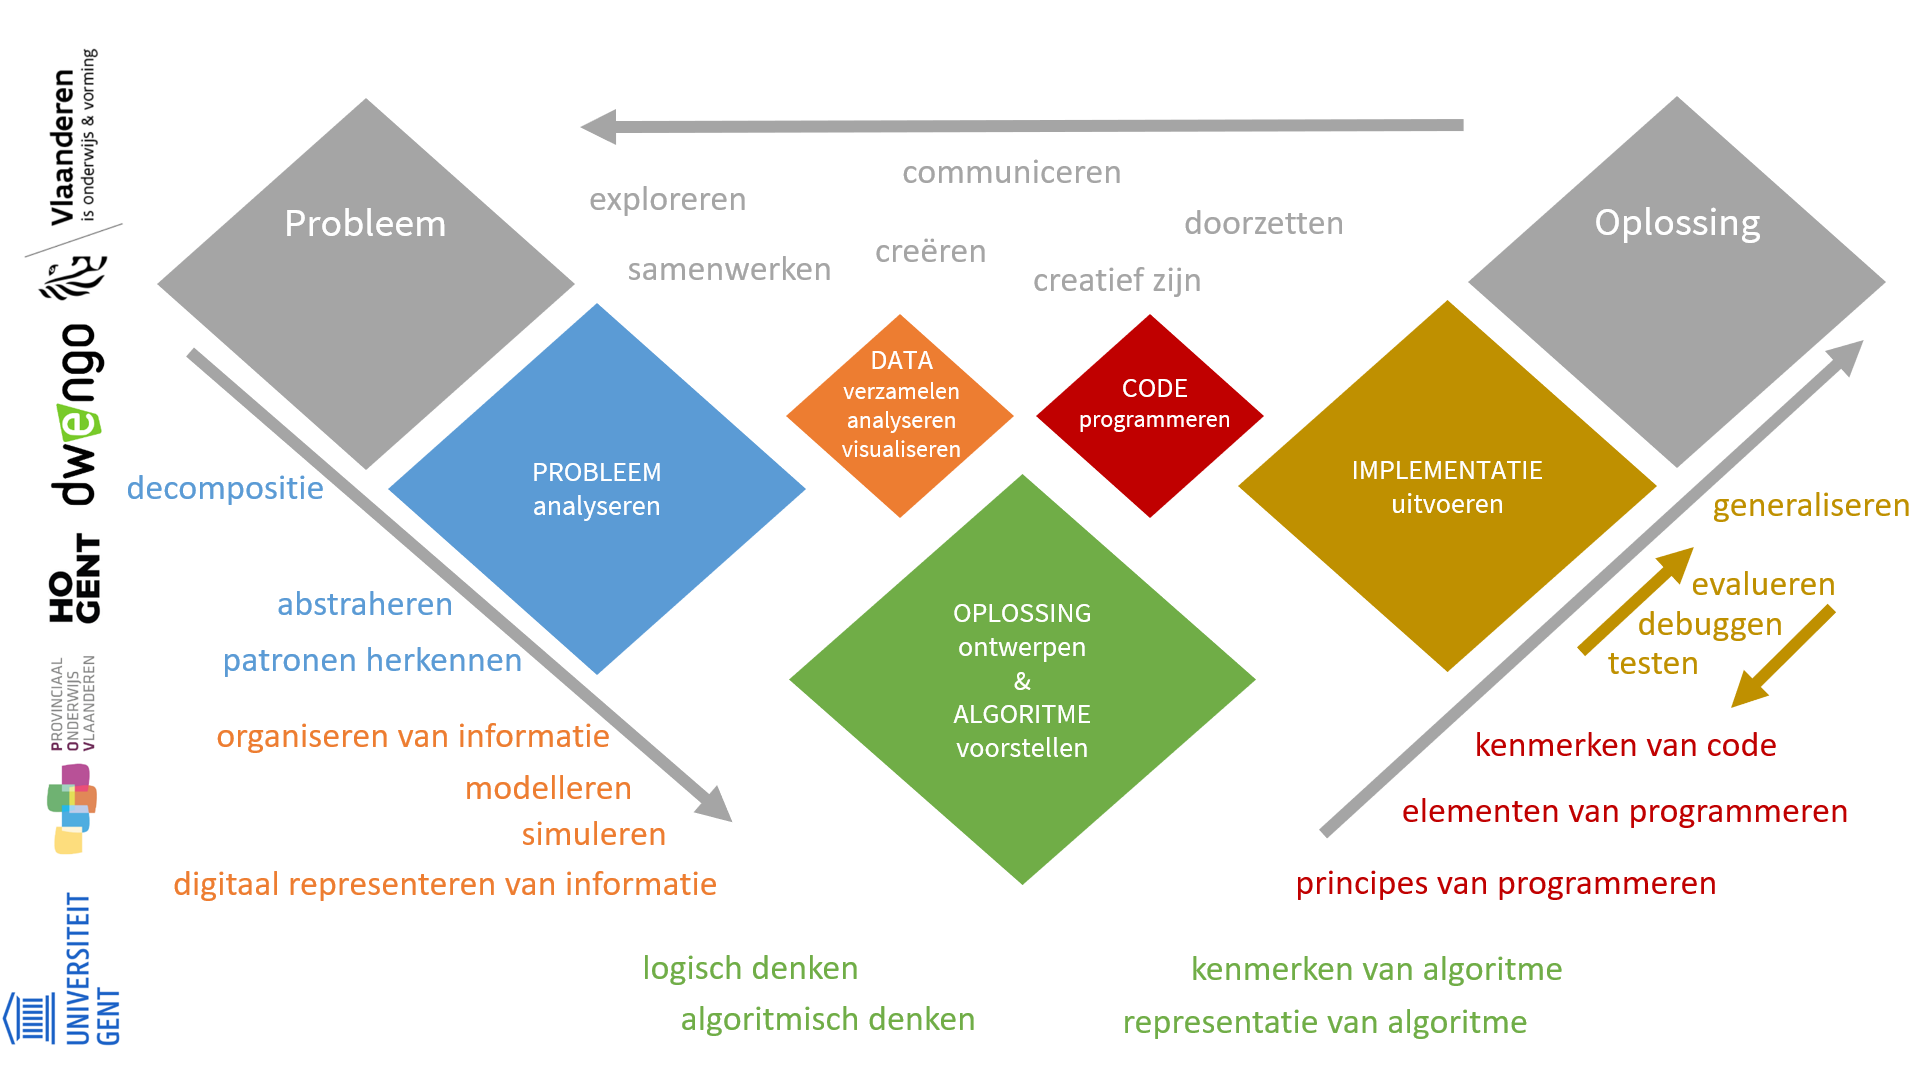 Vlaanderen
is onderwijs & vorming
dwengo
HO
GENT
PROVINCIAAL
ONDERWIJS
VLAANDEREN
UNIVERSITEIT
GENT
Probleem
Oplossing
communiceren
exploreren
doorzetten
creëren
samenwerken
creatief zijn
DATA
verzamelen
analyseren
visualiseren
CODE
programmeren
PROBLEEM
analyseren
IMPLEMENTATIE
uitvoeren
OPLOSSING
ontwerpen
&
ALGORITME
voorstellen
decompositie
abstraheren
patronen herkennen
organiseren van informatie
modelleren
simuleren
digitaal representeren van informatie
logisch denken
algoritmisch denken
generaliseren
evalueren
debuggen
testen
kenmerken van code
elementen van programmeren
principes van programmeren
kenmerken van algoritme
representatie van algoritme